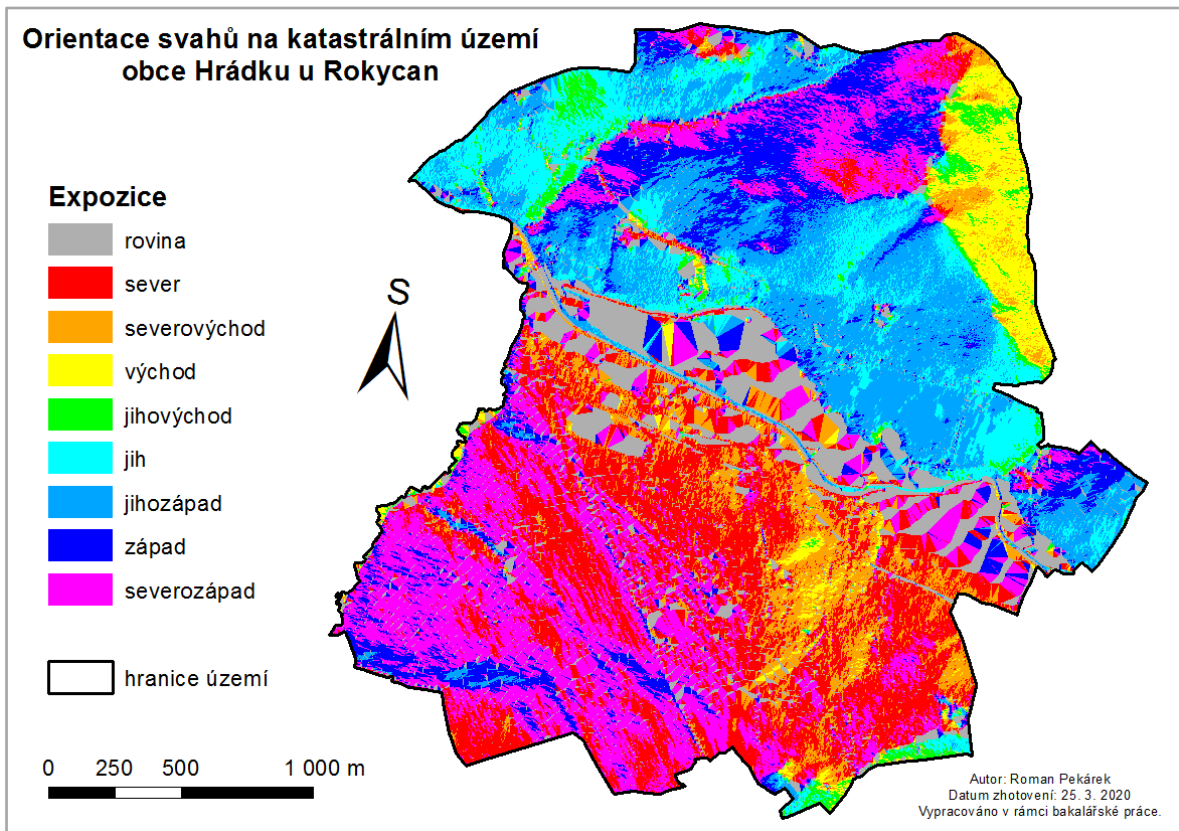 Orientace svahů na katastrálním území
obce Hrádku u Rokycan
Expozice
rovina
sever
severovýchod
východ
jihovýchod
jih
jihozápad
západ
severozápad
hranice území
S
0 250 500 1 000 m
Autor: Roman Pekárek
Datum zhotovení: 25. 3. 2020
Vypracováno v rámci bakalářské práce.